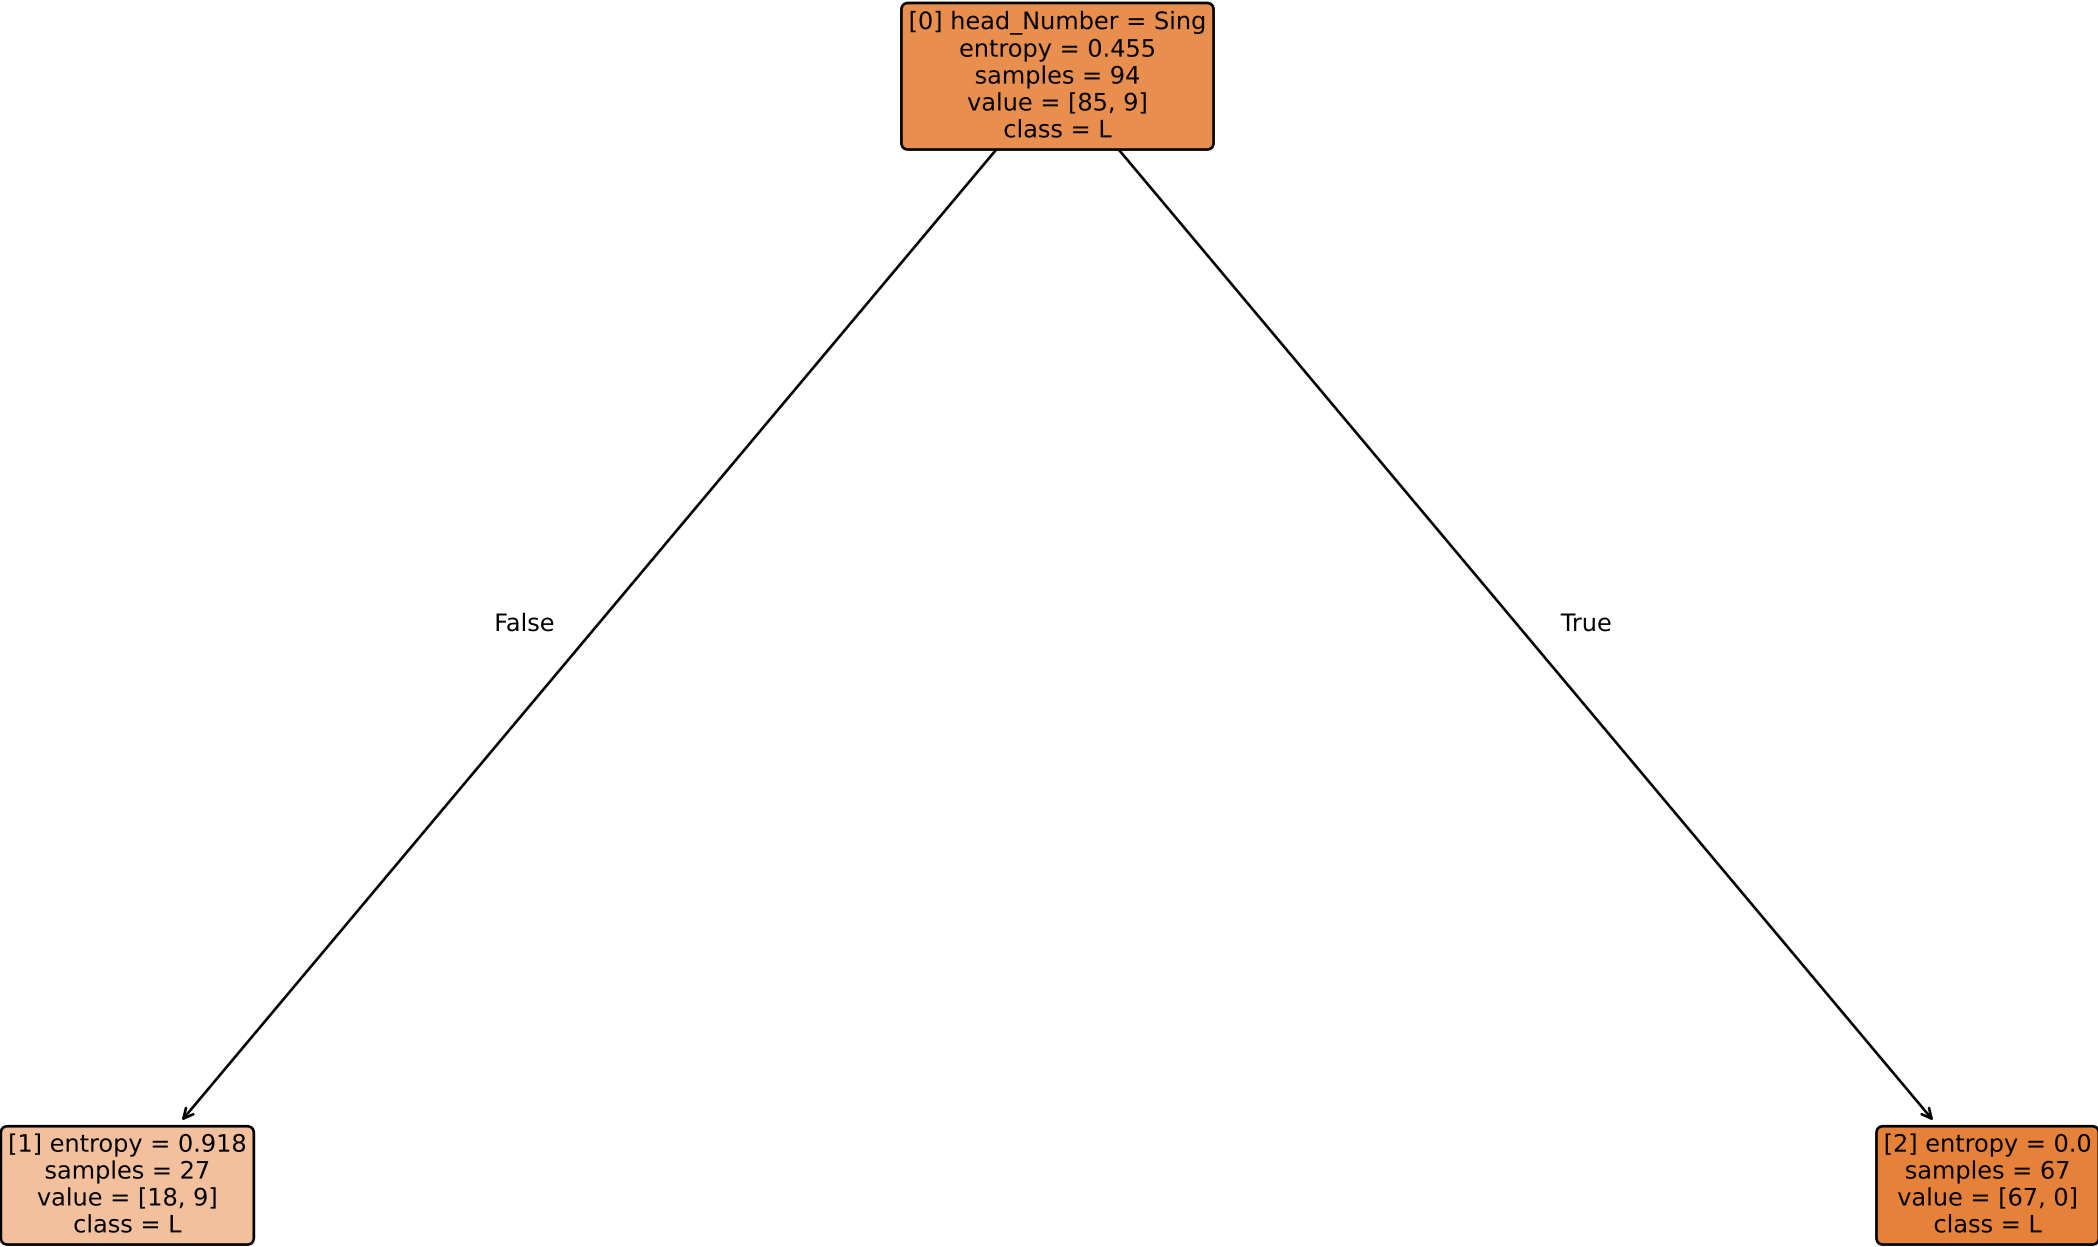 [0] head_Number = Sing
entropy = 0.455
samples = 94
value = [85, 9]
class = L
False
True
[1] entropy = 0.918
samples = 27
value = [18, 9]
class = L
[2] entropy = 0.0
samples = 67
value = [67, 0]
class = L